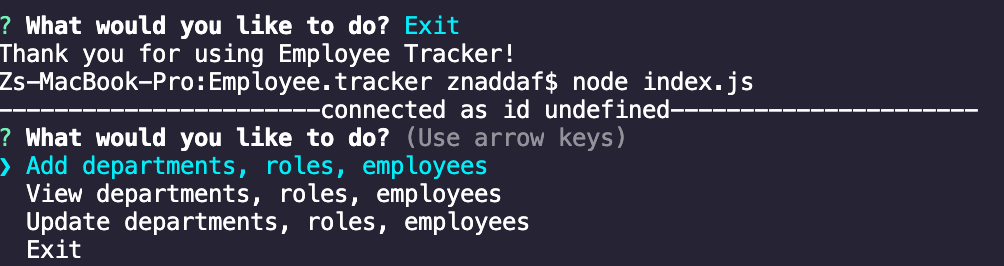 ? What would you like to do? Exit
Thank you for using Employee Tracker!
Zs-MacBook-Pro:Employee.tracker znaddaf$ node index.js
-----------------------connected as id undefined----------------------
? What would you like to do? (Use arrow keys)
❯ Add departments, roles, employees
  View departments, roles, employees
  Update departments, roles, employees
  Exit